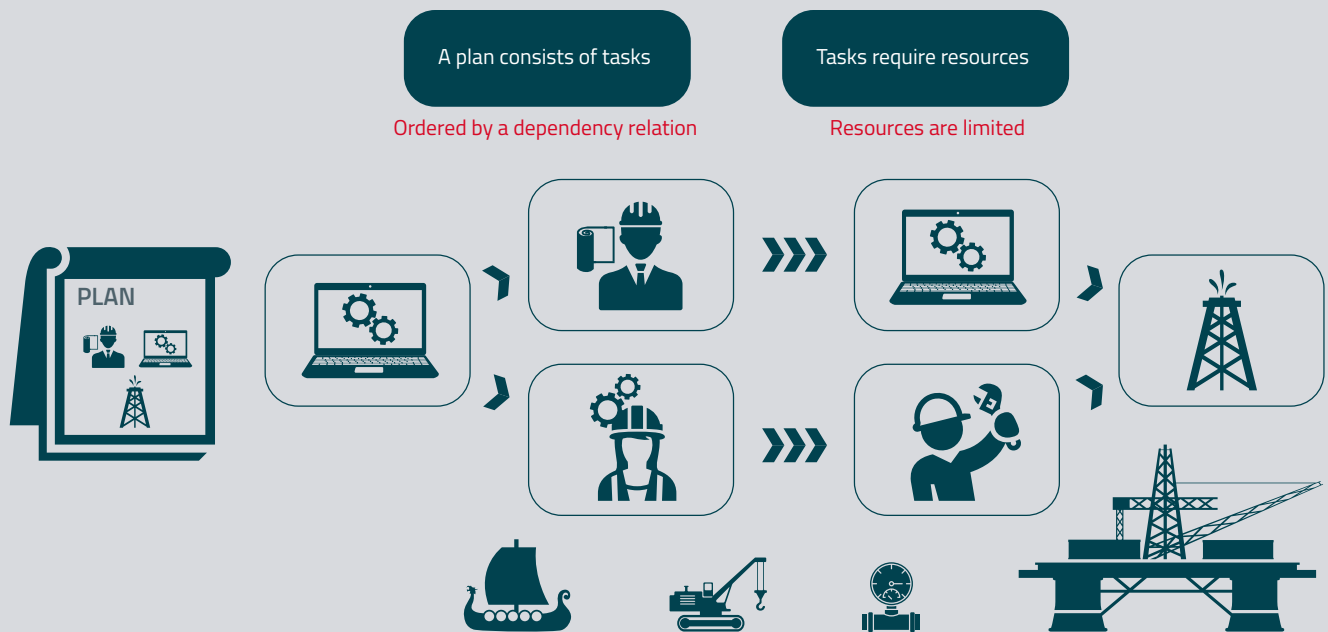 A plan consists of tasks
Tasks require resources
Ordered by a dependency relation
Resources are limited
PLAN